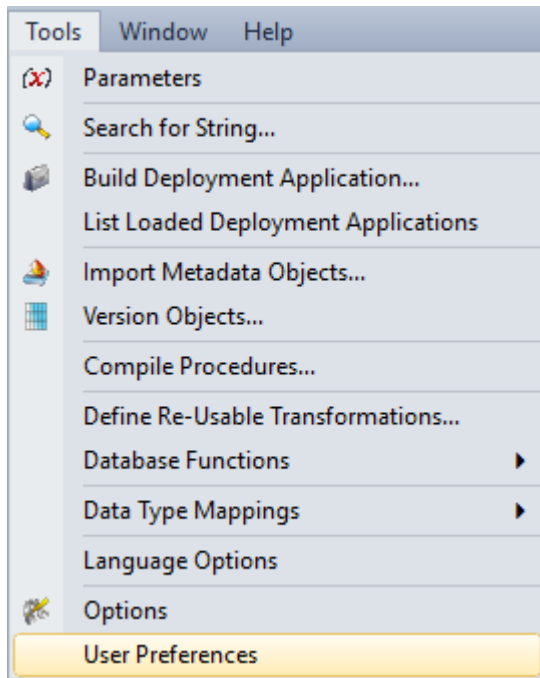 Tools Window Help
(x) Parameters
Search for String...
Build Deployment Application...
List Loaded Deployment Applications
Import Metadata Objects...
Version Objects...
Compile Procedures...
Define Re-Usable Transformations...
Database Functions
Data Type Mappings
Language Options
Options
User Preferences